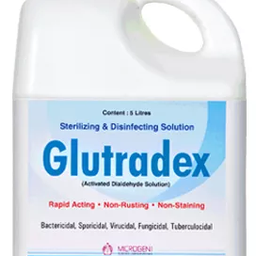 Content : 5 Litres
Sterilizing & Disinfecting Solution
Glutradex
(Activated Dialdehyde Solution)
Rapid Acting • Non-Rusting • Non-Staining
Bactericidal, Sporicidal, Virucidal, Fungicidal, Tuberculocidal
MICROGEN